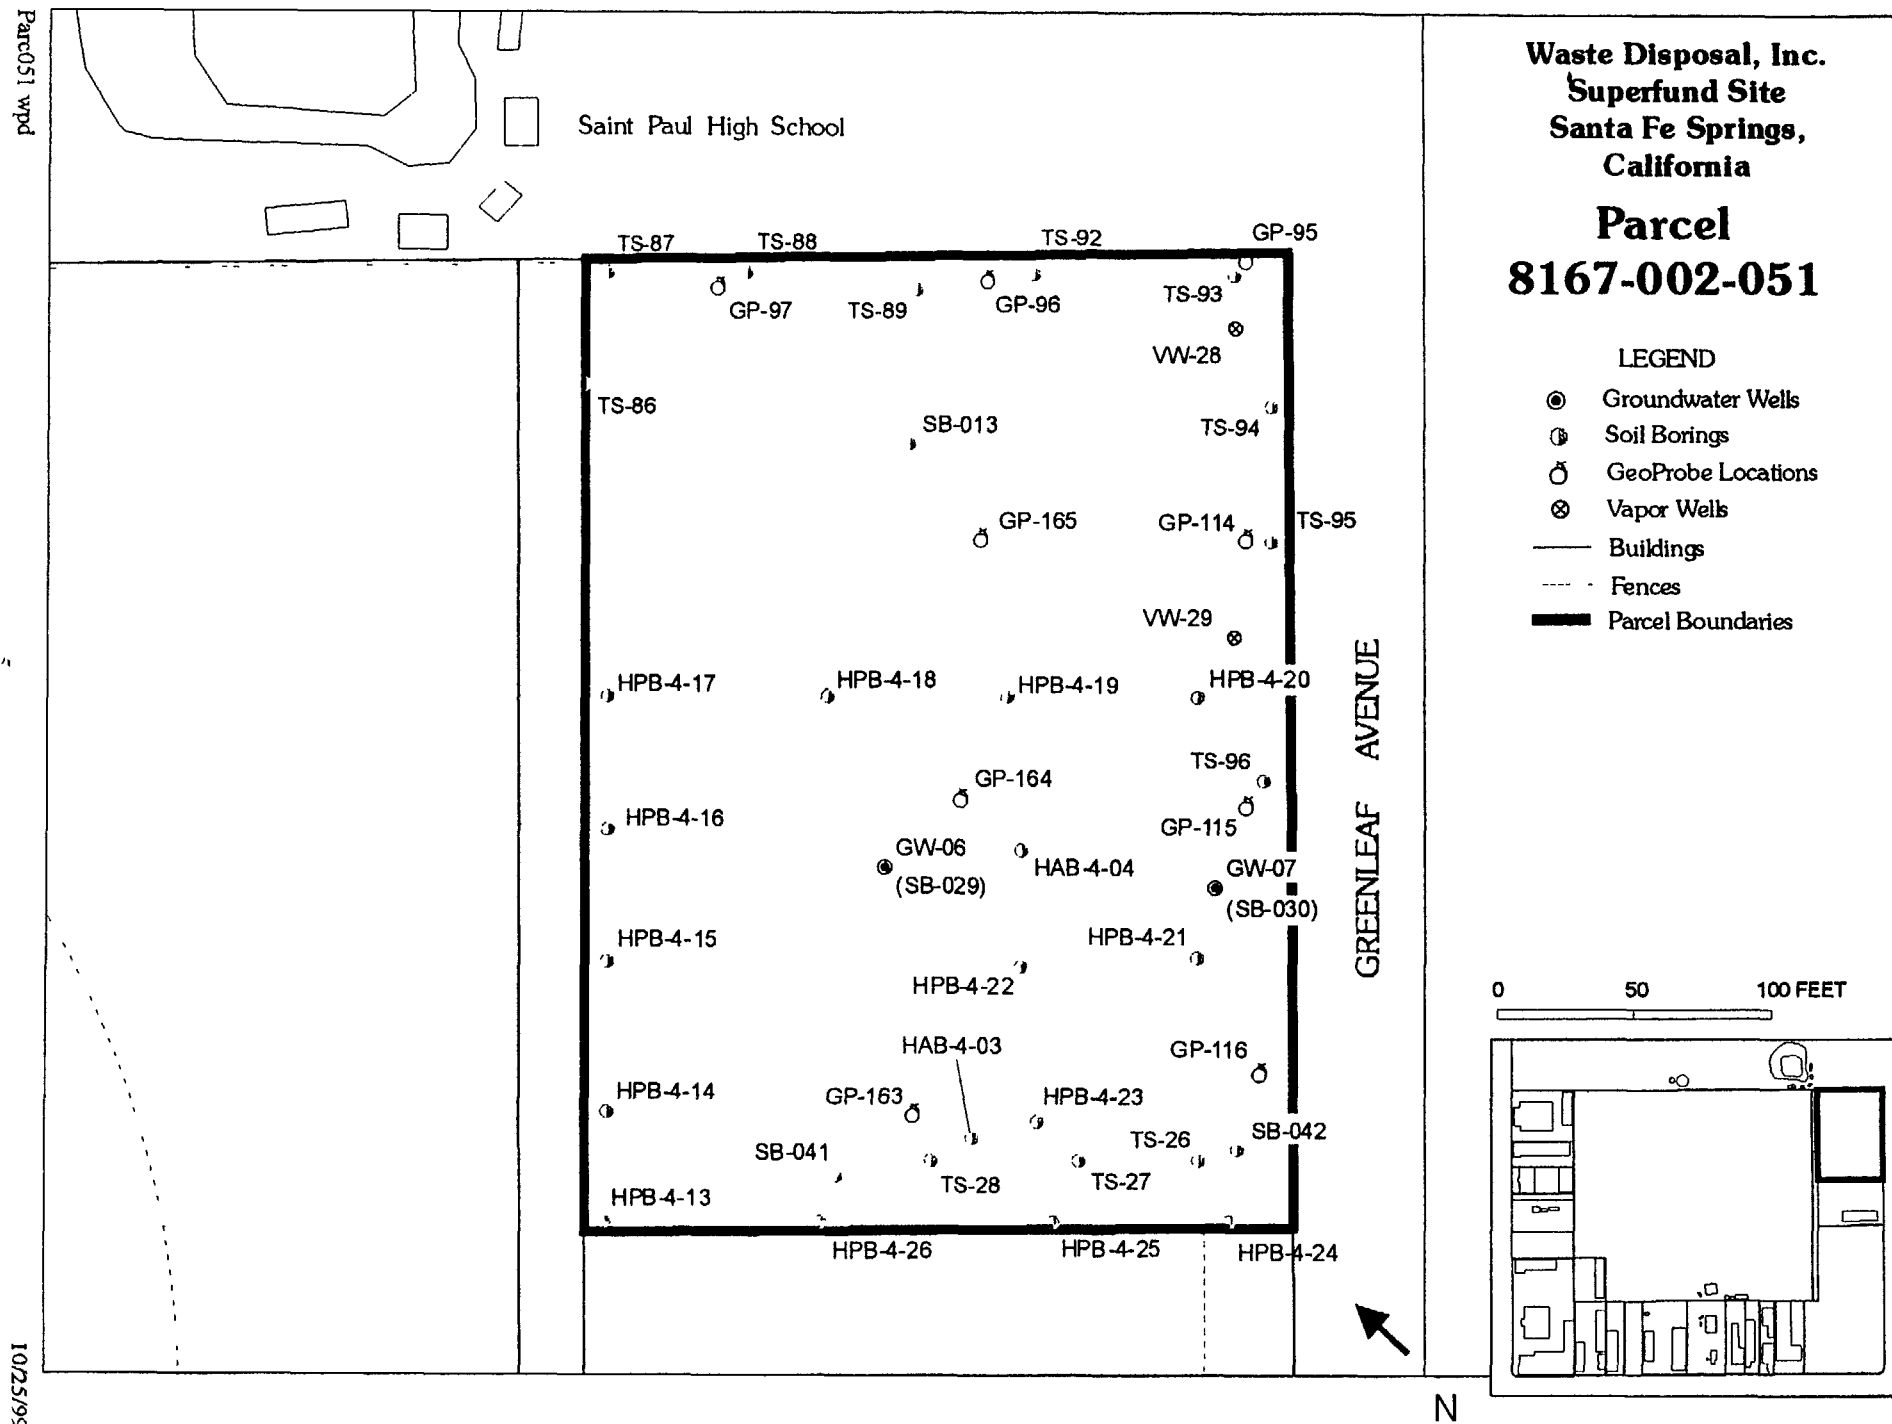 Parc051 wpd
10/25/99
Waste Disposal, Inc.
Superfund Site
Santa Fe Springs,
California
Parcel
8167-002-051
LEGEND
Groundwater Wells
Soil Borings
GeoProbe Locations
Vapor Wells
Buildings
Fences
Parcel Boundaries
Saint Paul High School
TS-87
TS-88
TS-92
GP-95
GP-97
TS-89
GP-96
TS-93
VW-28
TS-86
SB-013
TS-94
GP-165
GP-114
TS-95
VW-29
HPB-4-17
HPB-4-18
HPB-4-19
HPB-4-20
TS-96
GP-164
HPB-4-16
GP-115
GW-06
(SB-029)
HAB-4-04
GW-07
(SB-030)
HPB-4-15
HPB-4-21
HPB-4-22
HAB-4-03
GP-116
HPB-4-14
GP-163
HPB-4-23
SB-041
TS-26
SB-042
TS-28
TS-27
HPB-4-13
HPB-4-26
HPB-4-25
HPB-4-24
GREENLEAF AVENUE
0 50 100 FEET
N